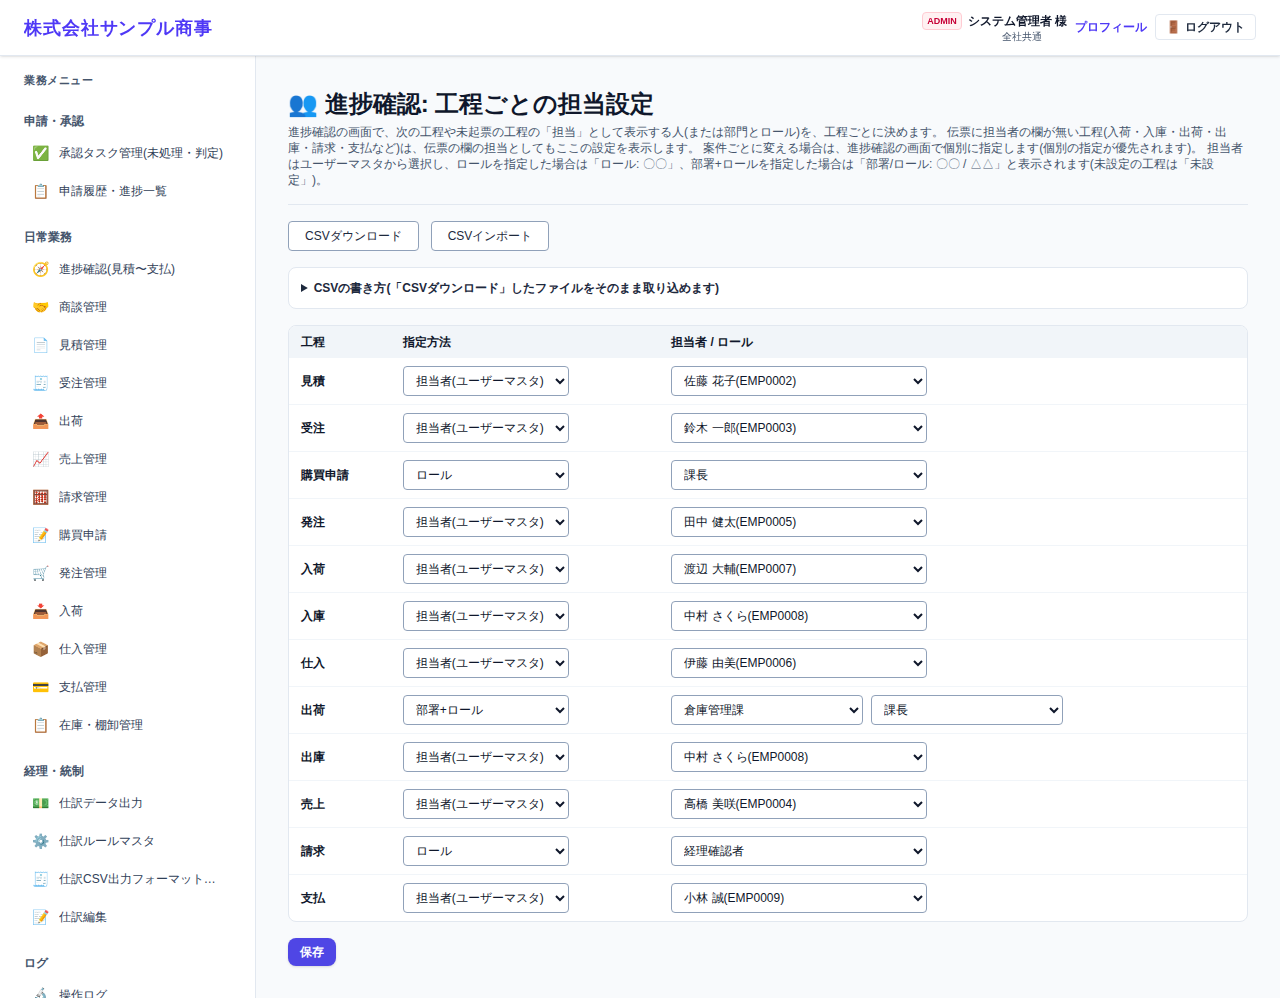 株式会社サンプル商事
ADMIN システム管理者 様
全社共通
プロフィール
ログアウト
業務メニュー
申請・承認
承認タスク管理(未処理・判定)
申請履歴・進捗一覧
日常業務
進捗確認(見積〜支払)
商談管理
見積管理
受注管理
出荷
売上管理
請求管理
購買申請
発注管理
入荷
仕入管理
支払管理
在庫・棚卸管理
経理・統制
仕訳データ出力
仕訳ルールマスタ
仕訳CSV出力フォーマット…
仕訳編集
ログ
操作ログ
進捗確認: 工程ごとの担当設定
進捗確認の画面で、次の工程や未起票の工程の「担当」として表示する人(または部門とロール)を、工程ごとに決めます。 伝票に担当者の欄が無い工程(入荷・入庫・出荷・出
庫・請求・支払など)は、伝票の欄の担当としてもここの設定を表示します。 案件ごとに変える場合は、進捗確認の画面で個別に指定します(個別の指定が優先されます)。 担当者
はユーザーマスタから選択し、ロールを指定した場合は「ロール: 〇〇」、部署+ロールを指定した場合は「部署/ロール: 〇〇 / △△」と表示されます(未設定の工程は「未設
定」)。
CSVダウンロード
CSVインポート
▶ CSVの書き方(「CSVダウンロード」したファイルをそのまま取り込めます)
工程 指定方法 担当者 / ロール
見積 担当者(ユーザーマスタ) 佐藤 花子(EMP0002)
受注 担当者(ユーザーマスタ) 鈴木 一郎(EMP0003)
購買申請 ロール 課長
発注 担当者(ユーザーマスタ) 田中 健太(EMP0005)
入荷 担当者(ユーザーマスタ) 渡辺 大輔(EMP0007)
入庫 担当者(ユーザーマスタ) 中村 さくら(EMP0008)
仕入 担当者(ユーザーマスタ) 伊藤 由美(EMP0006)
出荷 部署+ロール 倉庫管理課 課長
出庫 担当者(ユーザーマスタ) 中村 さくら(EMP0008)
売上 担当者(ユーザーマスタ) 高橋 美咲(EMP0004)
請求 ロール 経理確認者
支払 担当者(ユーザーマスタ) 小林 誠(EMP0009)
保存